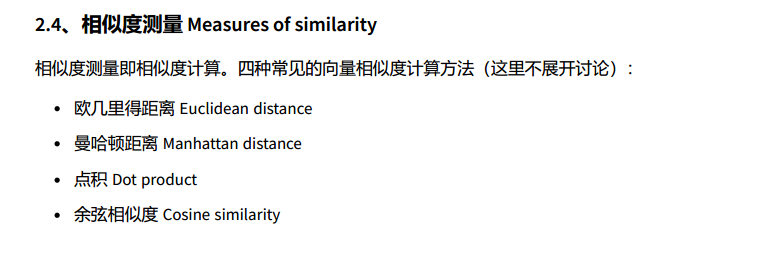 2.4、相似度测量 Measures of similarity
相似度测量即相似度计算。四种常见的向量相似度计算方法（这里不展开讨论）：
• 欧几里得距离 Euclidean distance
• 曼哈顿距离 Manhattan distance
• 点积 Dot product
• 余弦相似度 Cosine similarity